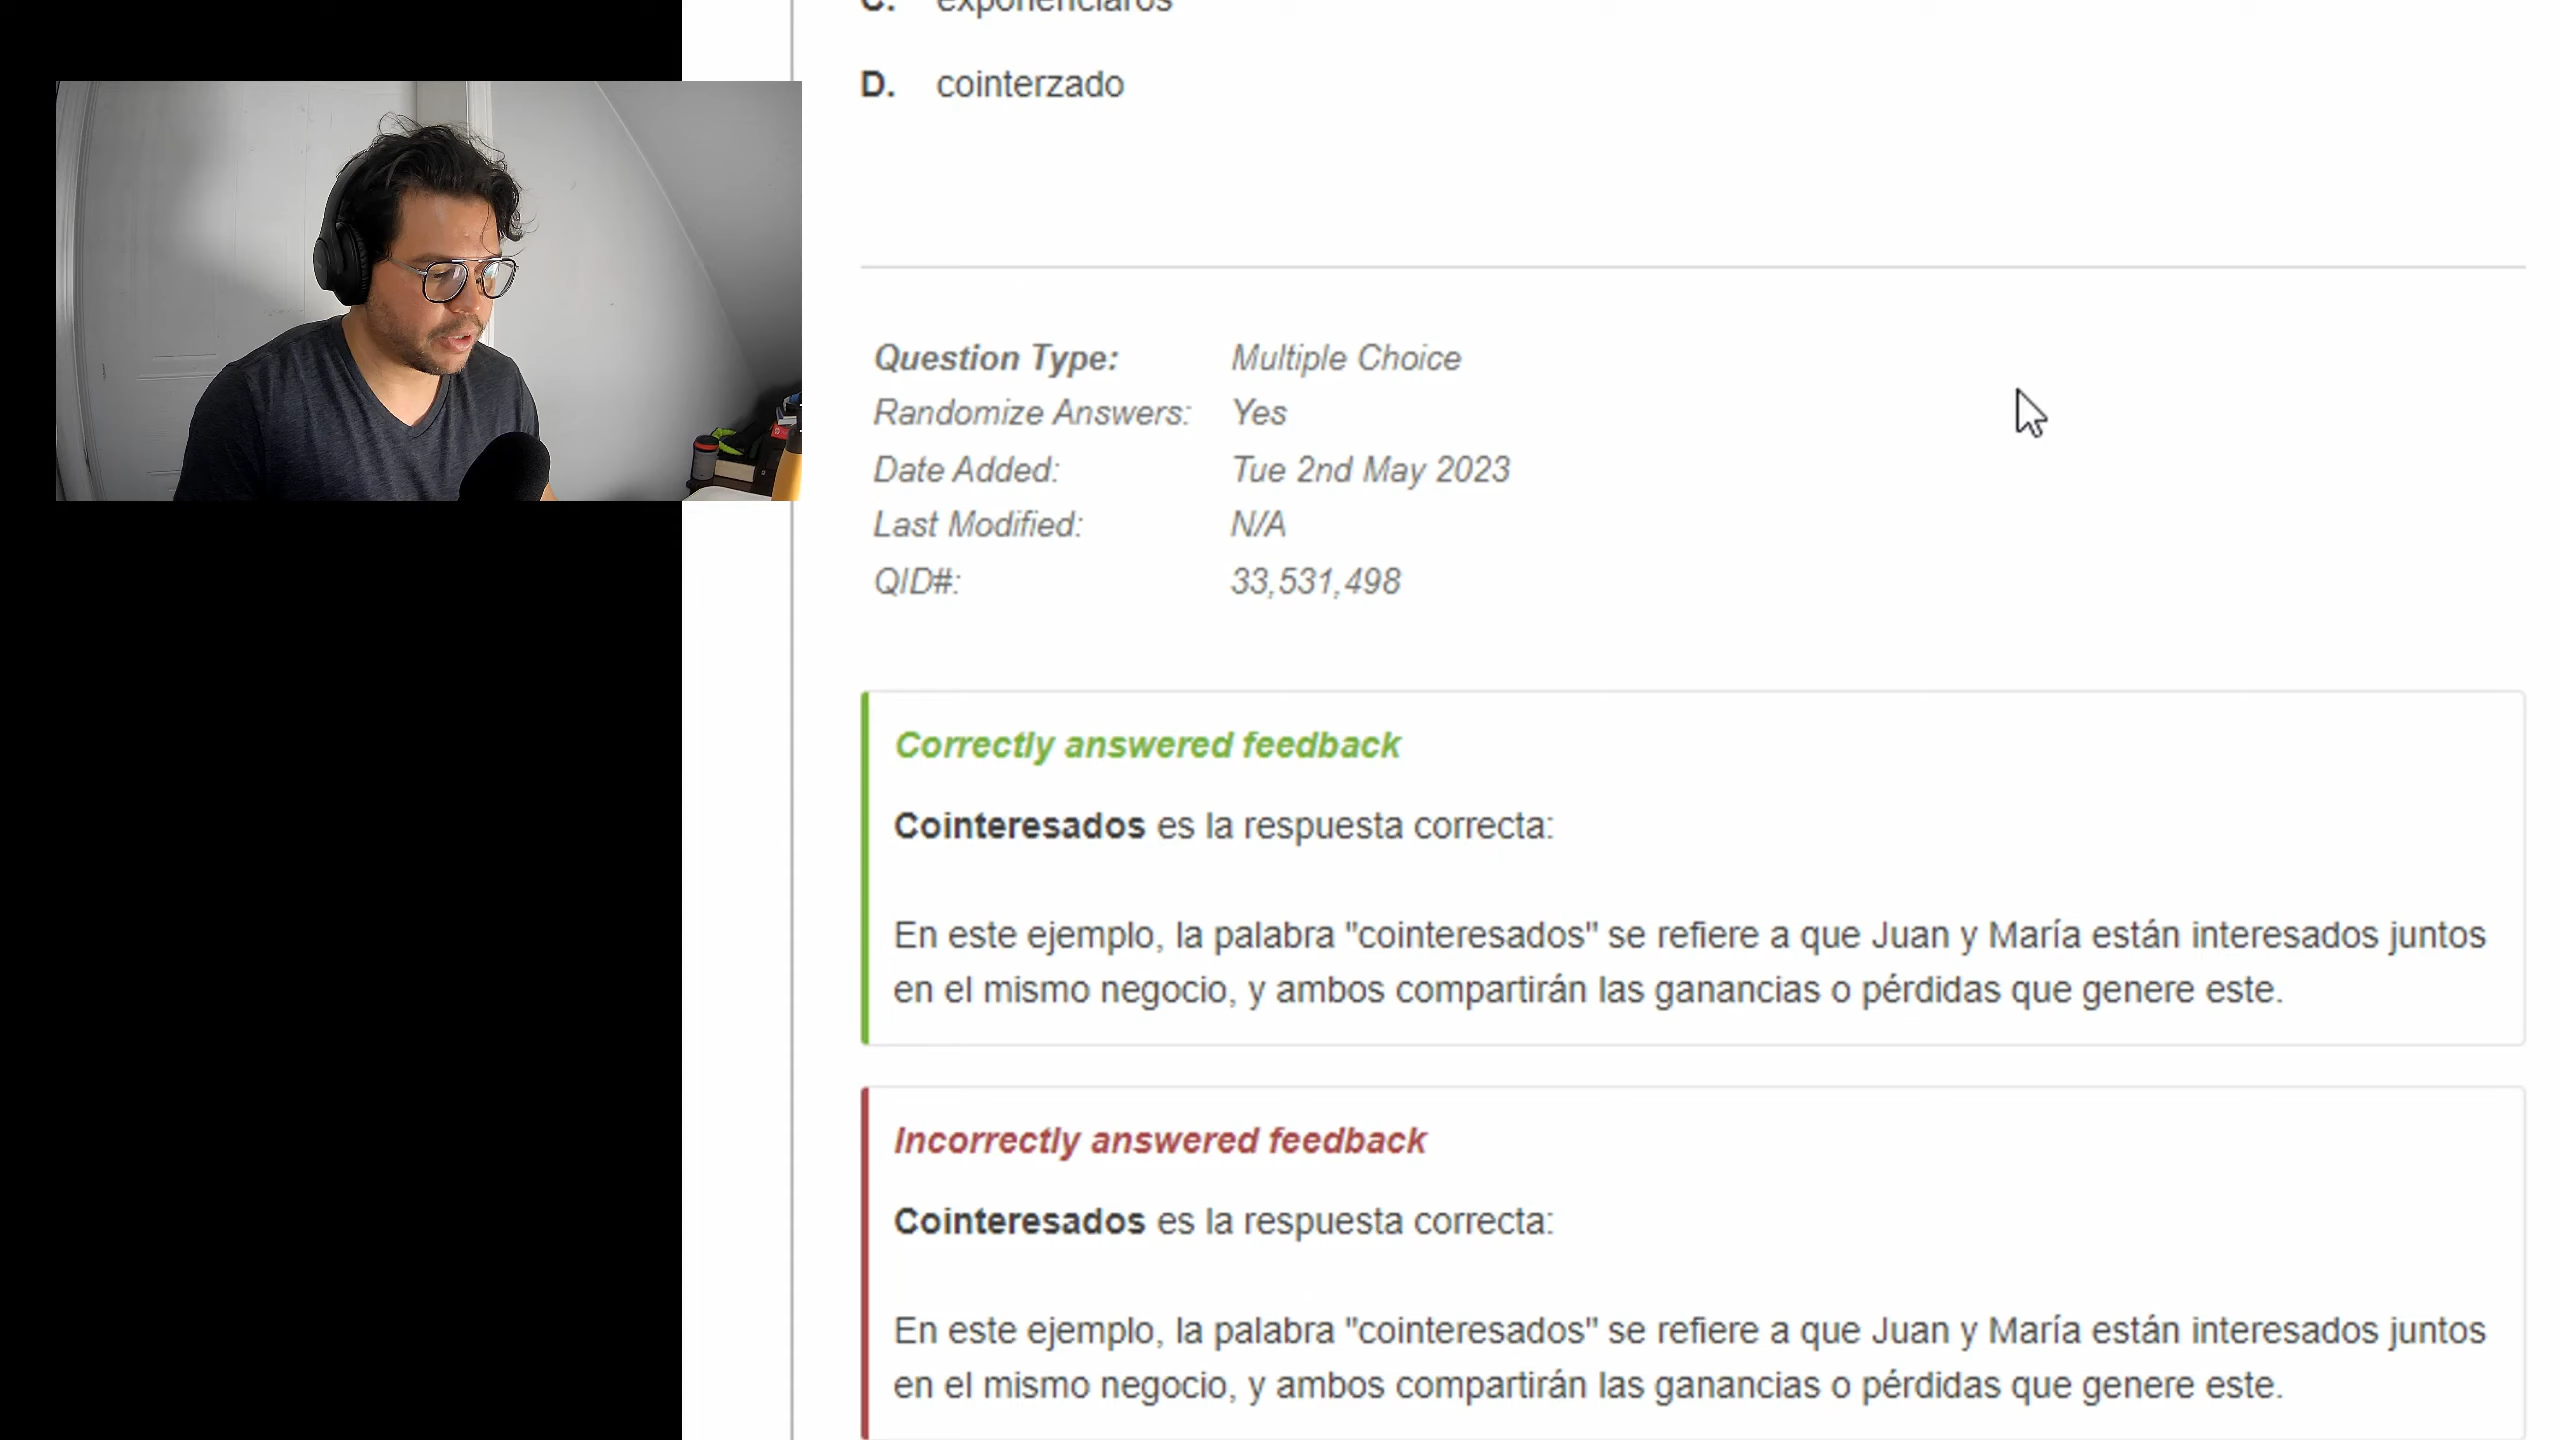 C. exponenciaros
D. cointerzado
Question Type: Multiple Choice
Randomize Answers: Yes
Date Added: Tue 2nd May 2023
Last Modified: N/A
QID#: 33,531,498
Correctly answered feedback
Cointeresados es la respuesta correcta:
En este ejemplo, la palabra "cointeresados" se refiere a que Juan y María están interesados juntos
en el mismo negocio, y ambos compartirán las ganancias o pérdidas que genere este.
Incorrectly answered feedback
Cointeresados es la respuesta correcta:
En este ejemplo, la palabra "cointeresados" se refiere a que Juan y María están interesados juntos
en el mismo negocio, y ambos compartirán las ganancias o pérdidas que genere este.